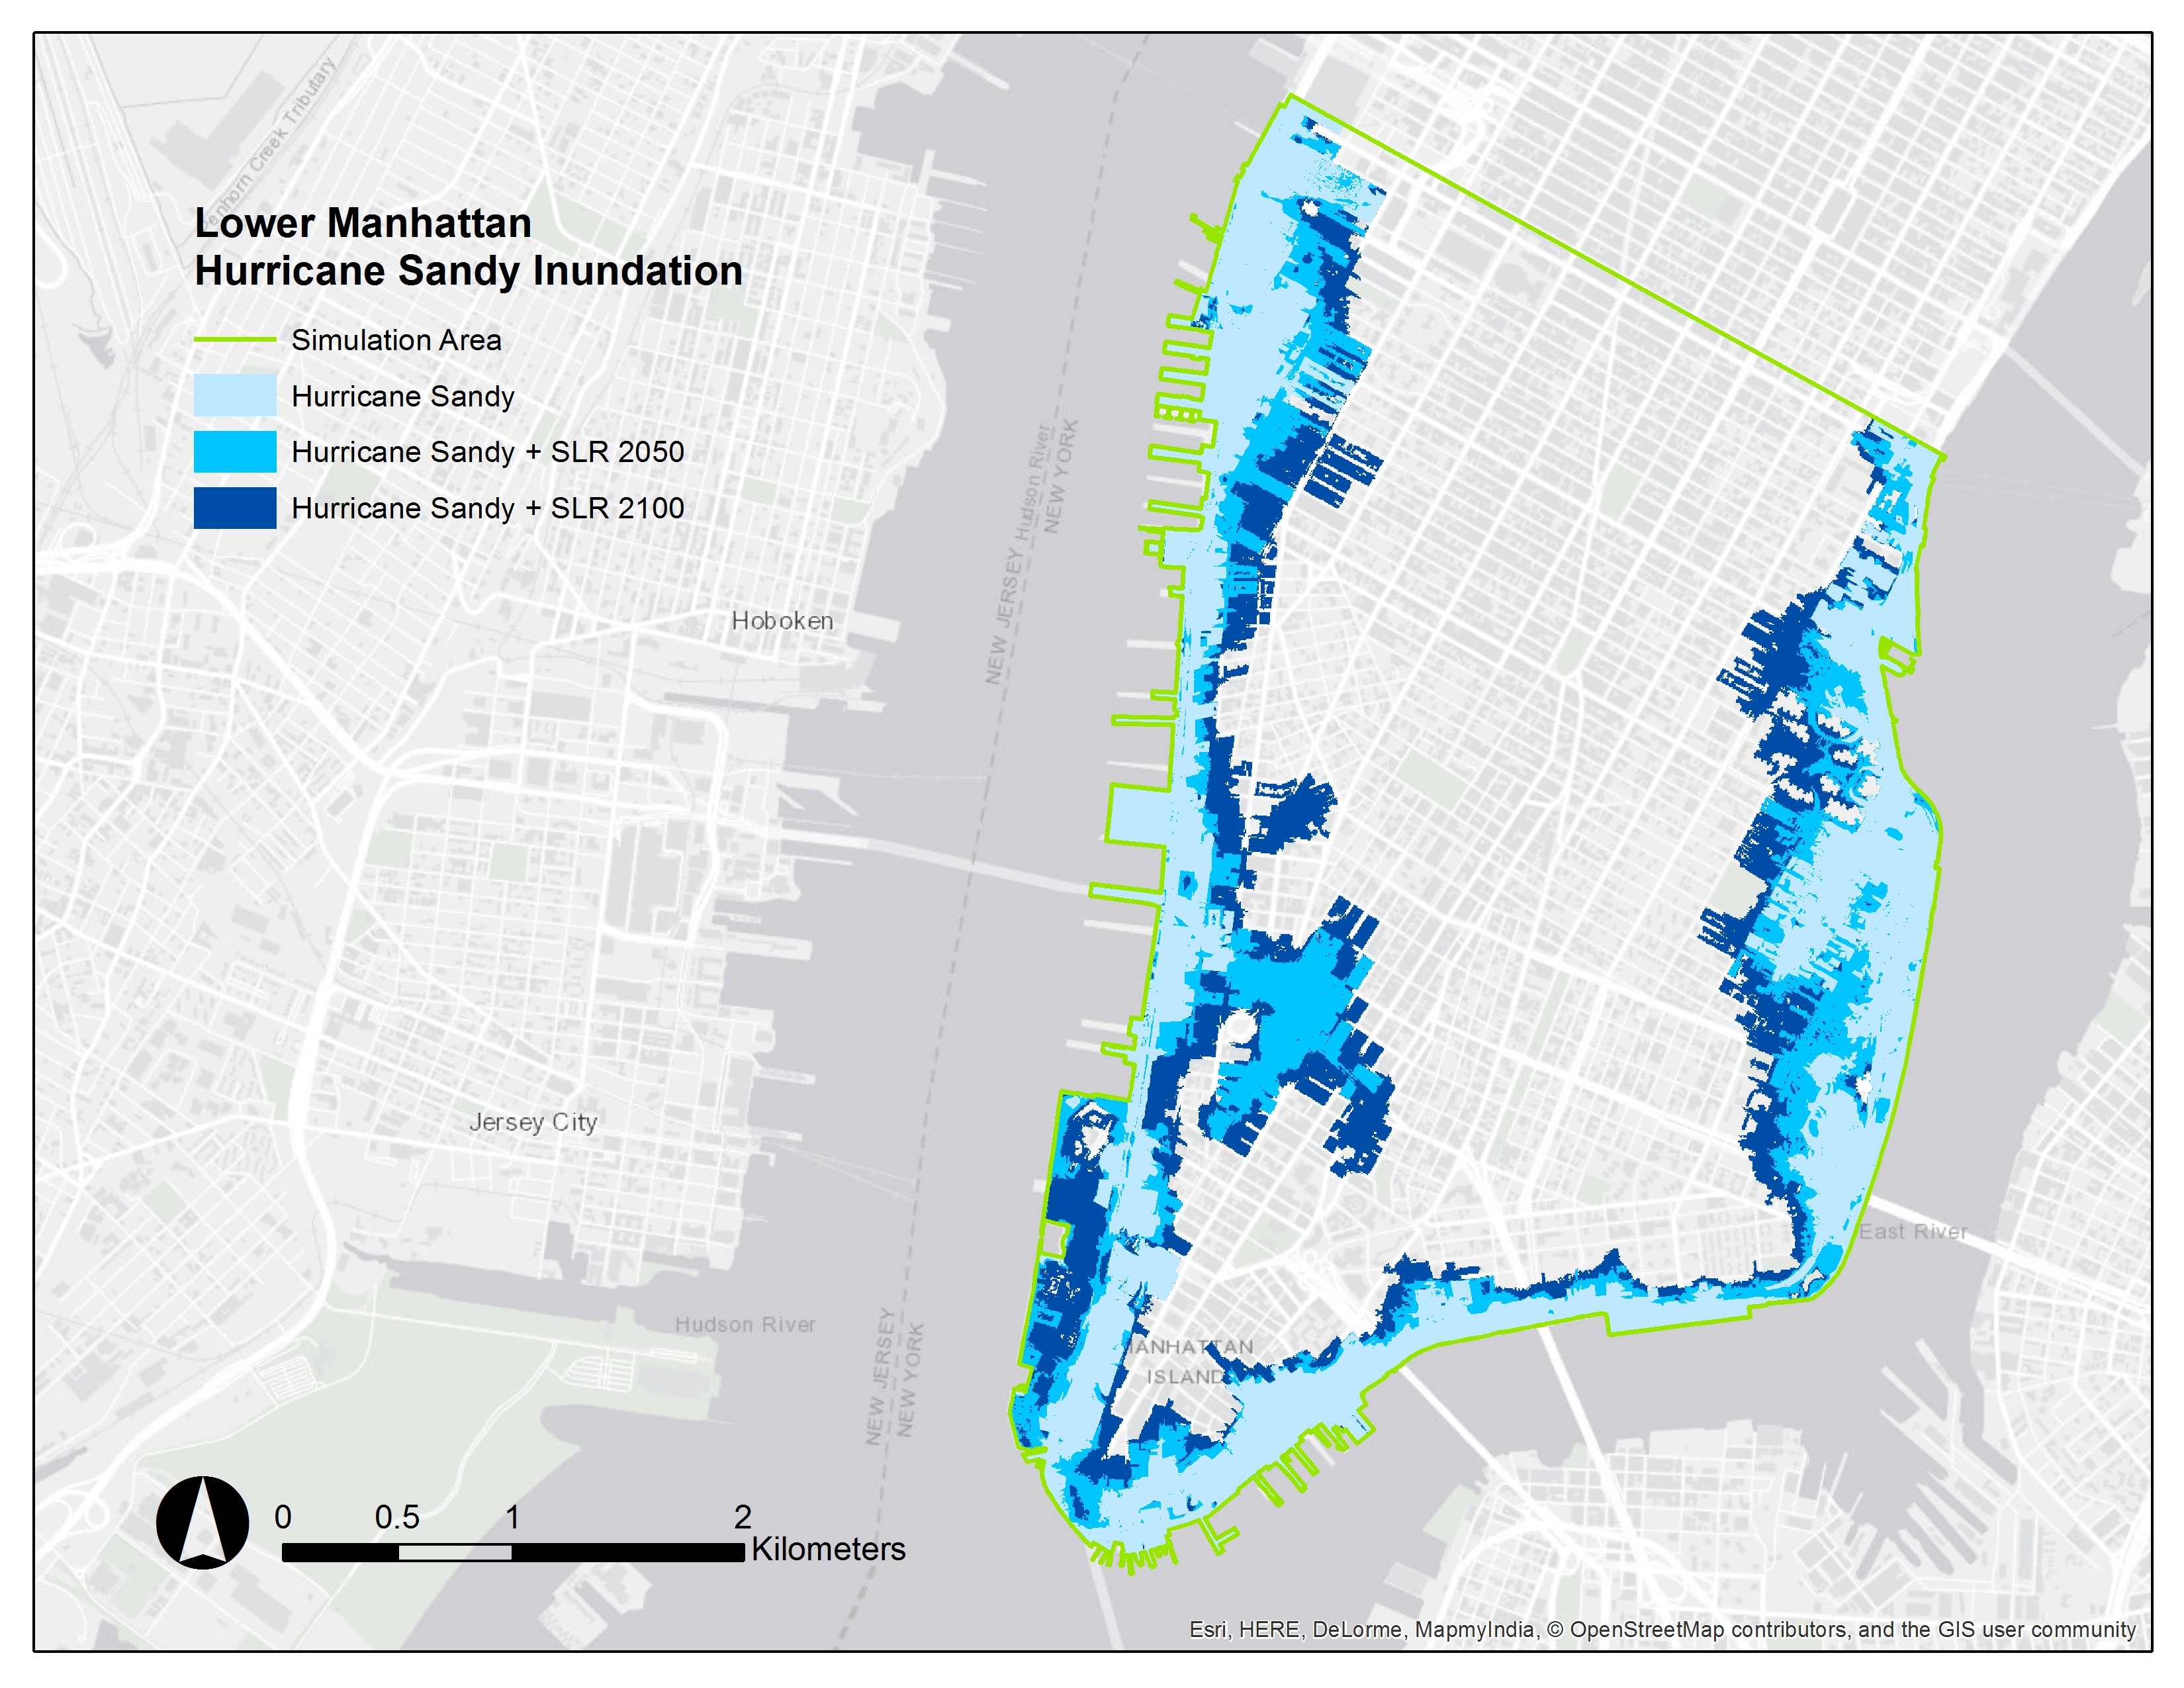 Lower Manhattan
Hurricane Sandy Inundation
Simulation Area
Hurricane Sandy
Hurricane Sandy + SLR 2050
Hurricane Sandy + SLR 2100
Creek Tributary
NEW JERSEY Hudson River
NEW YORK
Hoboken
Jersey City
East River
Hudson River
NEW JERSEY
NEW YORK
ANHATTAN
ISLAND
0 0.5 1 2
Kilometers
Esri, HERE, DeLorme, MapmyIndia, © OpenStreetMap contributors, and the GIS user community